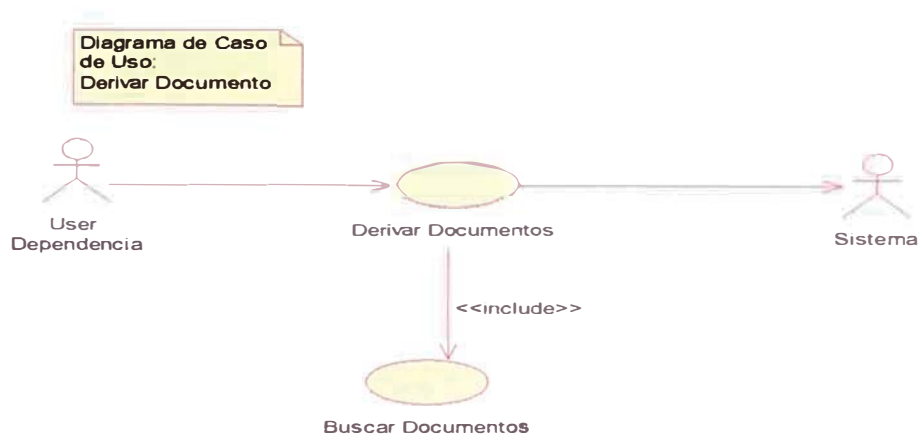 Diagrama de Caso
de Uso:
Derivar Documento
User
Dependencia
Derivar Documentos
Sistema
<<include>>
Buscar Documentos